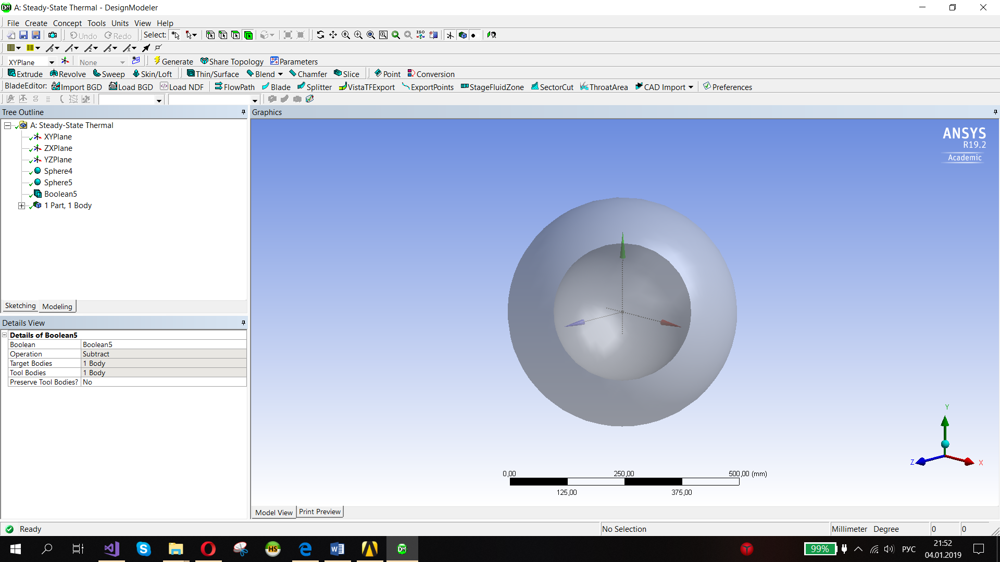 A: Steady-State Thermal - DesignModeler
File Create Concept Tools Units View Help
Undo Redo Select: ISO
XYPlane None Generate Share Topology Parameters
Extrude Revolve Sweep Skin/Loft Thin/Surface Blend Chamfer Slice Point Conversion
BladeEditor: Import BGD Load BGD Load NDF FlowPath Blade Splitter VistaTFExport ExportPoints StageFluidZone SectorCut ThroatArea CAD Import Preferences
Tree Outline
A: Steady-State Thermal
XYPlane
ZXPlane
YZPlane
Sphere4
Sphere5
Boolean5
1 Part, 1 Body
Sketching Modeling
Details View
Details of Boolean5
Boolean Boolean5
Operation Subtract
Target Bodies 1 Body
Tool Bodies 1 Body
Preserve Tool Bodies? No
Graphics
ANSYS
R19.2
Academic
Y
Z X
0,00 250,00 500,00 (mm)
125,00 375,00
Model View Print Preview
Ready No Selection Millimeter Degree 0 0
99% РУС 21:52
04.01.2019